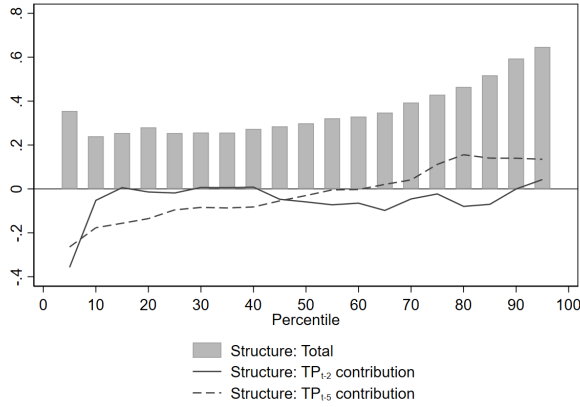 .8
.6
.4
.2
0
-.2
-.4
0 10 20 30 40 50 60 70 80 90 100
Percentile
Structure: Total
Structure: TPt-2 contribution
Structure: TPt-5 contribution